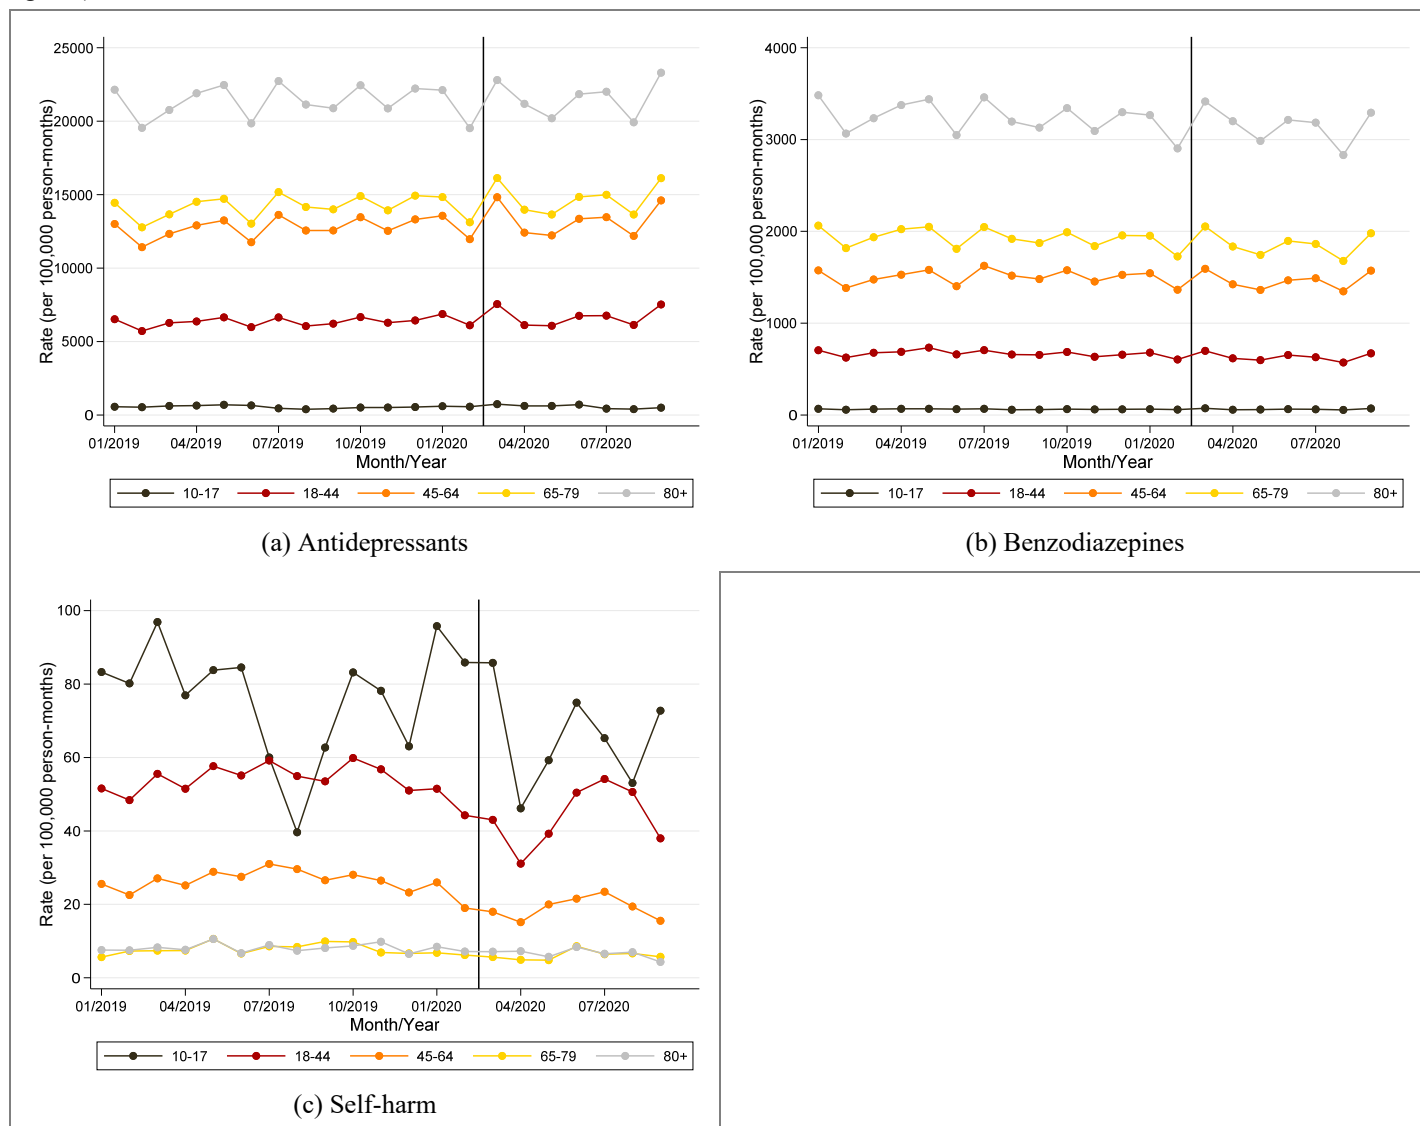 25000
20000
15000
10000
5000
0
Rate (per 100,000 person-months)
01/2019 04/2019 07/2019 10/2019 01/2020 04/2020 07/2020
Month/Year
10-17 18-44 45-64 65-79 80+
(a) Antidepressants
4000
3000
2000
1000
0
Rate (per 100,000 person-months)
01/2019 04/2019 07/2019 10/2019 01/2020 04/2020 07/2020
Month/Year
10-17 18-44 45-64 65-79 80+
(b) Benzodiazepines
100
80
60
40
20
0
Rate (per 100,000 person-months)
01/2019 04/2019 07/2019 10/2019 01/2020 04/2020 07/2020
Month/Year
10-17 18-44 45-64 65-79 80+
(c) Self-harm